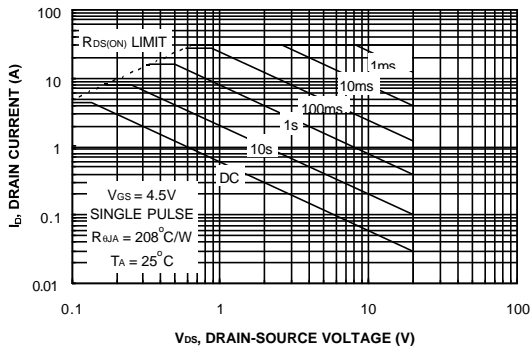 100
RDS(ON) LIMIT
1ms
10
10ms
100ms
1s
1
10s
DC
VGS = 4.5V
SINGLE PULSE
RθJA = 208°C/W
TA = 25°C
0.1
0.01
0.1 1 10 100
VDS, DRAIN-SOURCE VOLTAGE (V)
ID, DRAIN CURRENT (A)